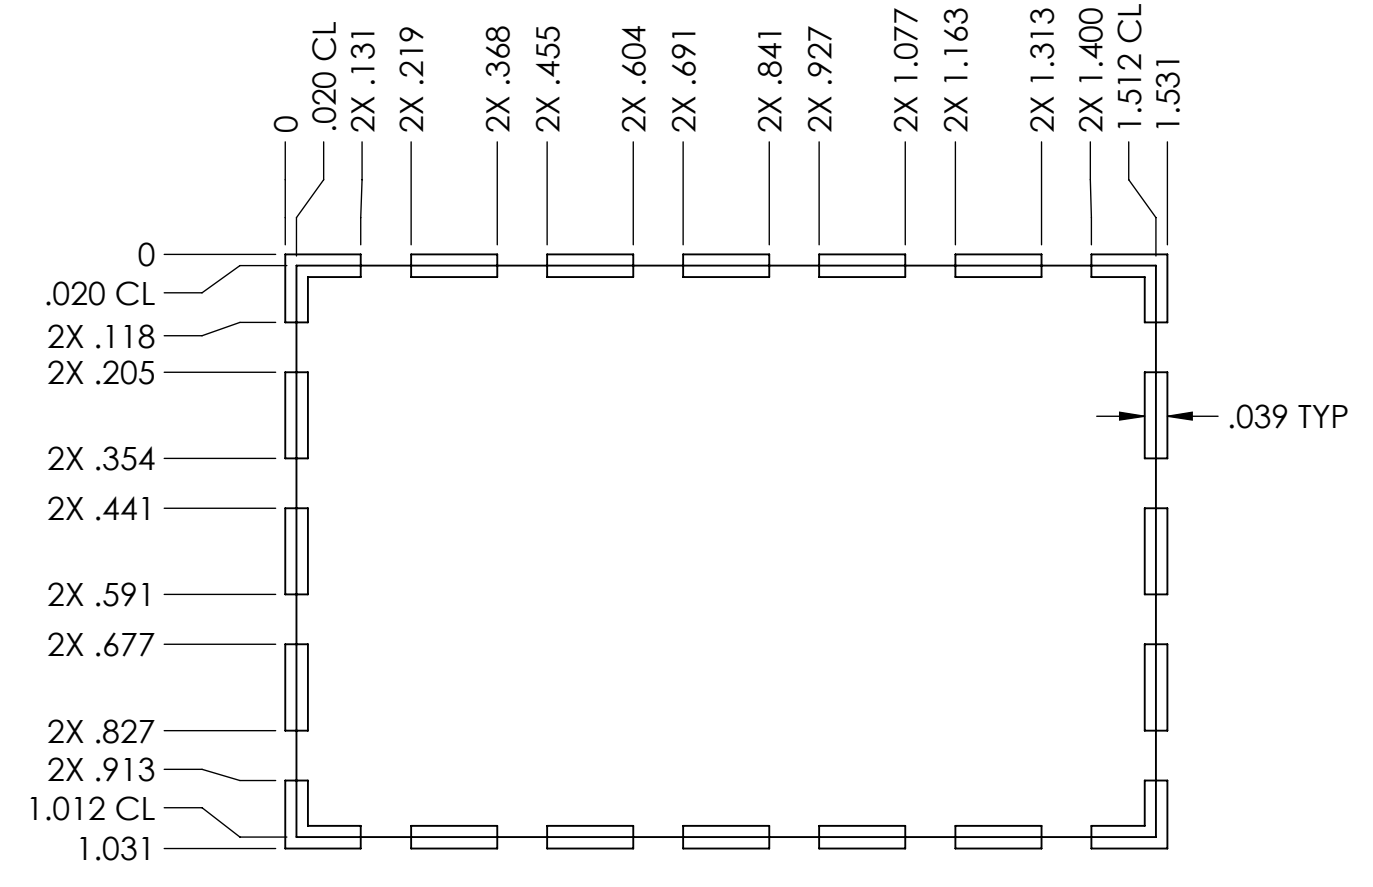 0
.020 CL
2X .131
2X .219
2X .368
2X .455
2X .604
2X .691
2X .841
2X .927
2X 1.077
2X 1.163
2X 1.313
2X 1.400
1.512 CL
1.531
0
.020 CL
2X .118
2X .205
2X .354
2X .441
2X .591
2X .677
2X .827
2X .913
1.012 CL
1.031
.039 TYP